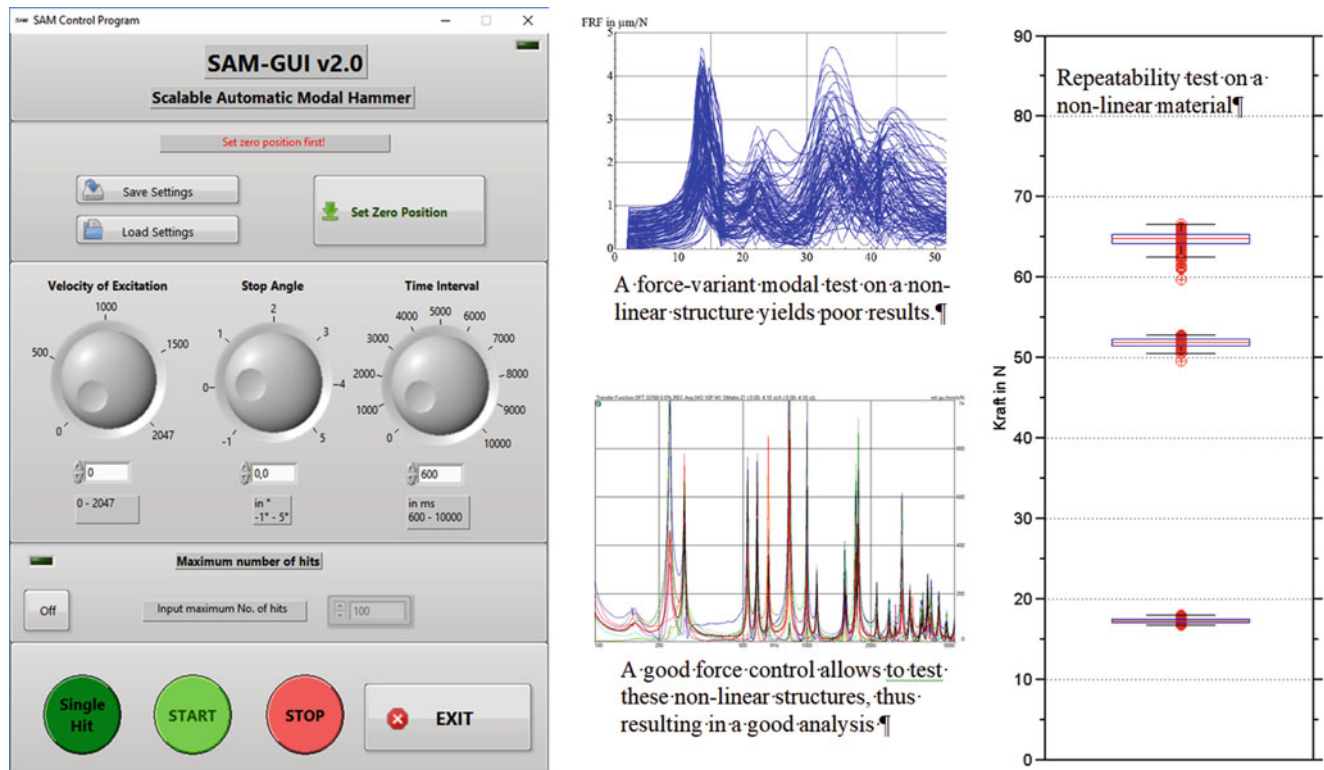 SAM SAM Control Program
SAM-GUI v2.0
Scalable Automatic Modal Hammer
Set zero position first!
Save Settings
Load Settings
Set Zero Position
Velocity of Excitation
0
500
1000
1500
2047
0
0 - 2047
Stop Angle
-1
0
1
2
3
4
5
0,0
in °
-1° - 5°
Time Interval
0
1000
2000
3000
4000
5000
6000
7000
8000
9000
10000
600
in ms
600 - 10000
Maximum number of hits
Off
Input maximum No. of hits
100
Single
Hit
START
STOP
EXIT
FRF in µm/N
5
4
3
2
1
0
0 10 20 30 40 50
A·force-variant·modal·test·on·a·non-
linear·structure·yields·poor·results.¶
A·good·force·control·allows·to·test·
these·non-linear·structures,·thus·
resulting·in·a·good·analysis·¶
Repeatability·test·on·a·
non-linear·material¶
Kraft in N
90
80
70
60
50
40
30
20
10
0